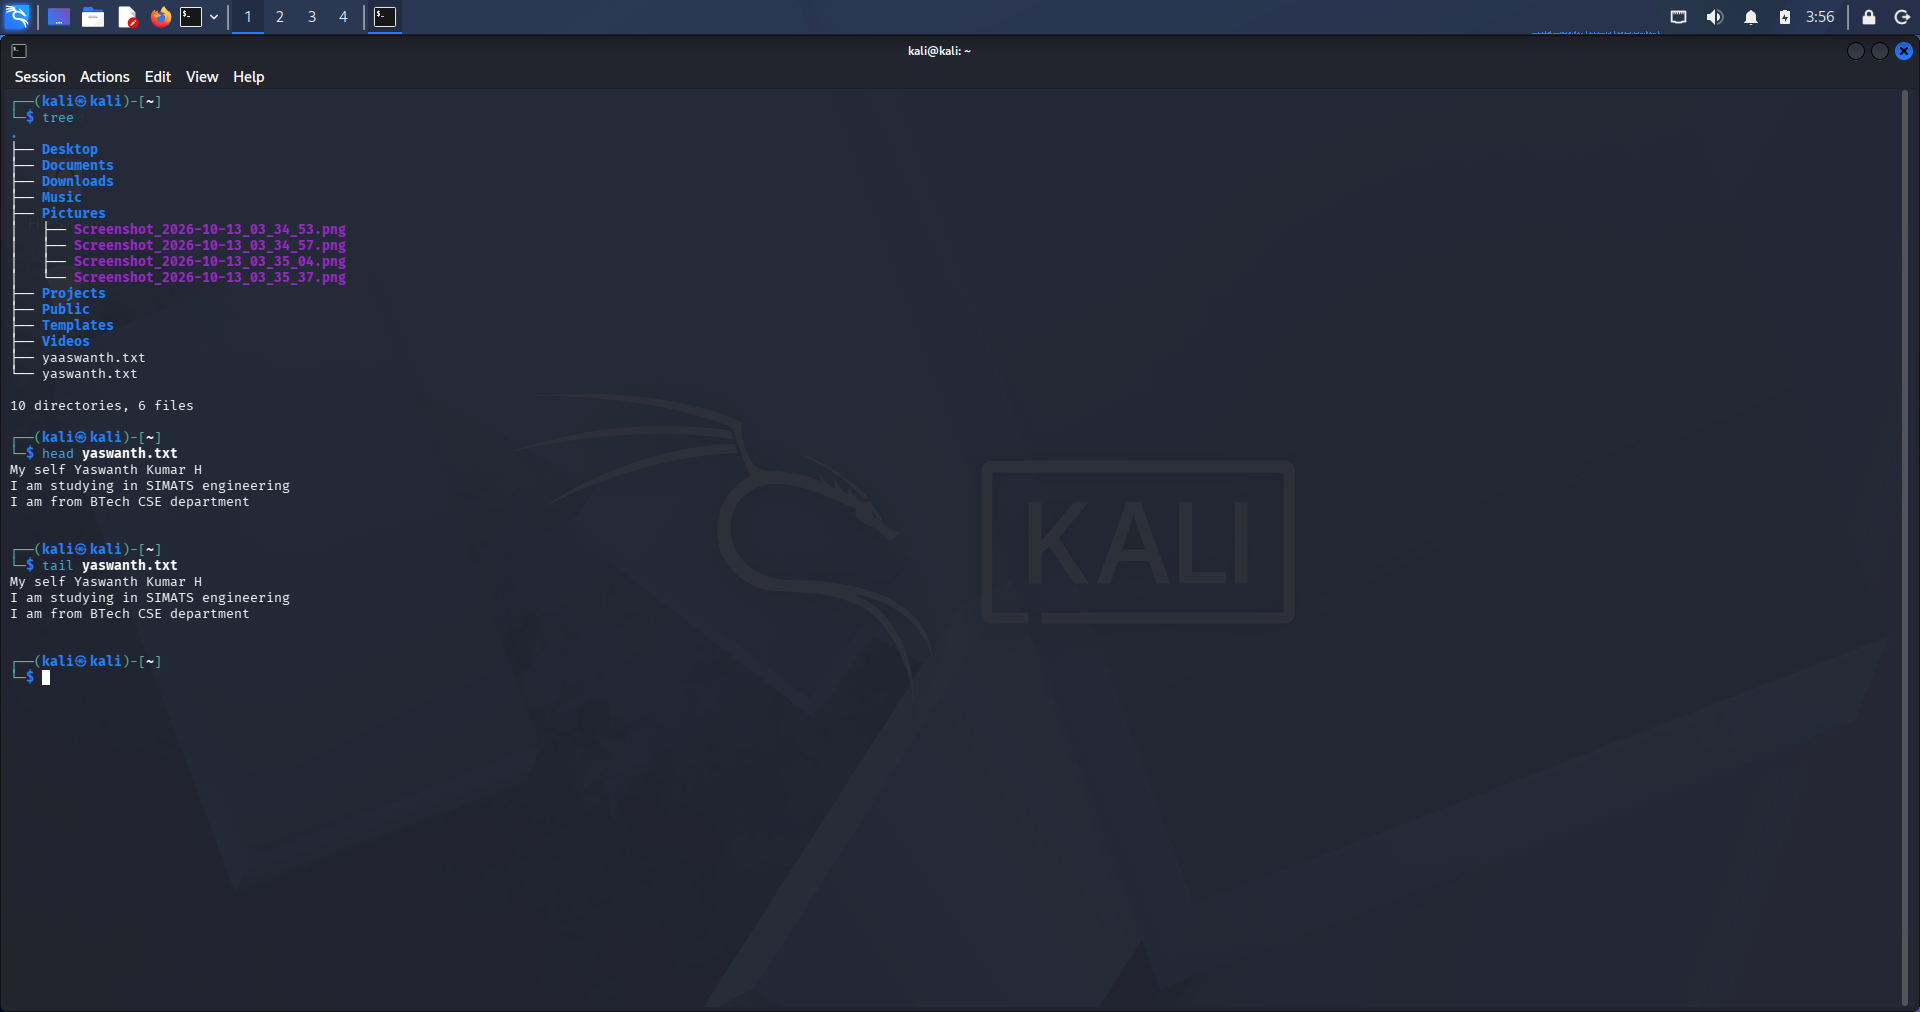 1 2 3 4 3:56
kali@kali: ~
Session Actions Edit View Help
┌──(kali㉿kali)-[~]
└─$ tree
.
├── Desktop
├── Documents
├── Downloads
├── Music
├── Pictures
│   ├── Screenshot_2026-10-13_03_34_53.png
│   ├── Screenshot_2026-10-13_03_34_57.png
│   ├── Screenshot_2026-10-13_03_35_04.png
│   └── Screenshot_2026-10-13_03_35_37.png
├── Projects
├── Public
├── Templates
├── Videos
├── yaaswanth.txt
└── yaswanth.txt
10 directories, 6 files
┌──(kali㉿kali)-[~]
└─$ head yaswanth.txt
My self Yaswanth Kumar H
I am studying in SIMATS engineering
I am from BTech CSE department
┌──(kali㉿kali)-[~]
└─$ tail yaswanth.txt
My self Yaswanth Kumar H
I am studying in SIMATS engineering
I am from BTech CSE department
┌──(kali㉿kali)-[~]
└─$
KALI